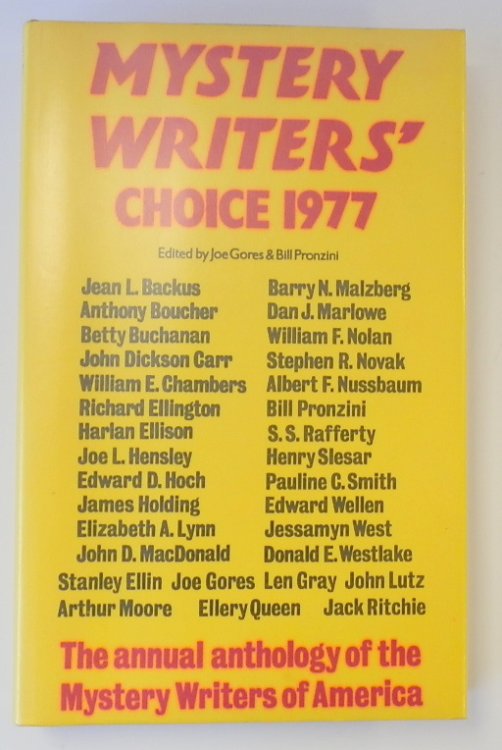 MYSTERY
WRITERS'
CHOICE 1977
Edited by Joe Gores & Bill Pronzini
Jean L. Backus
Anthony Boucher
Betty Buchanan
John Dickson Carr
William E. Chambers
Richard Ellington
Harlan Ellison
Joe L. Hensley
Edward D. Hoch
James Holding
Elizabeth A. Lynn
John D. MacDonald
Barry N. Malzberg
Dan J. Marlowe
William F. Nolan
Stephen R. Novak
Albert F. Nussbaum
Bill Pronzini
S. S. Rafferty
Henry Slesar
Pauline C. Smith
Edward Wellen
Jessamyn West
Donald E. Westlake
Stanley Ellin Joe Gores Len Gray John Lutz
Arthur Moore Ellery Queen Jack Ritchie
The annual anthology of the
Mystery Writers of America